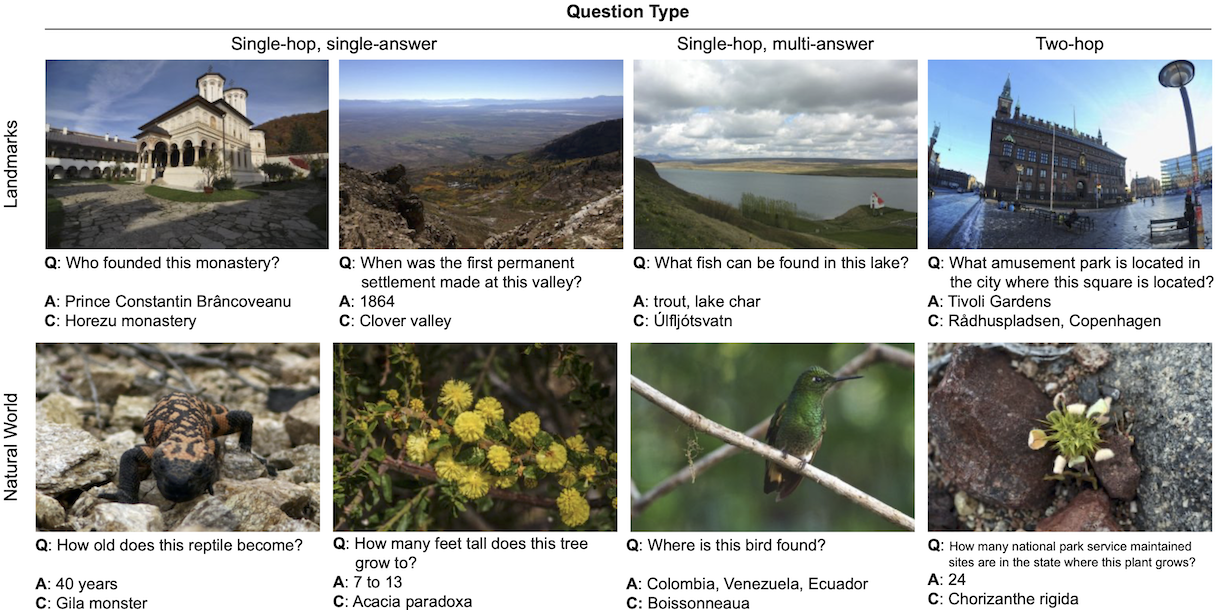 Question Type
Single-hop, single-answer
Single-hop, multi-answer
Two-hop
Landmarks
Q: Who founded this monastery?
A: Prince Constantin Brâncoveanu
C: Horezu monastery
Q: When was the first permanent
settlement made at this valley?
A: 1864
C: Clover valley
Q: What fish can be found in this lake?
A: trout, lake char
C: Úlfljótsvatn
Q: What amusement park is located in
the city where this square is located?
A: Tivoli Gardens
C: Rådhuspladsen, Copenhagen
Natural World
Q: How old does this reptile become?
A: 40 years
C: Gila monster
Q: How many feet tall does this tree
grow to?
A: 7 to 13
C: Acacia paradoxa
Q: Where is this bird found?
A: Colombia, Venezuela, Ecuador
C: Boissonneaua
Q: How many national park service maintained
sites are in the state where this plant grows?
A: 24
C: Chorizanthe rigida